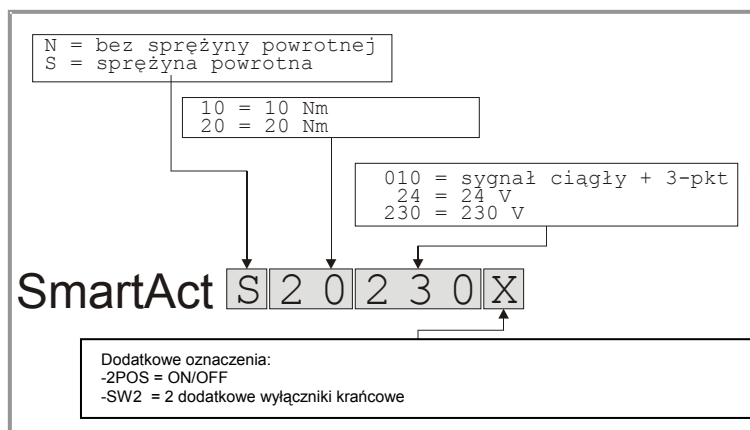 N = bez sprężyny powrotnej
S = sprężyna powrotna
10 = 10 Nm
20 = 20 Nm
010 = sygnał ciągły + 3-pkt
24 = 24 V
230 = 230 V
SmartAct S20230X
Dodatkowe oznaczenia:
-2POS = ON/OFF
-SW2 = 2 dodatkowe wyłączniki krańcowe